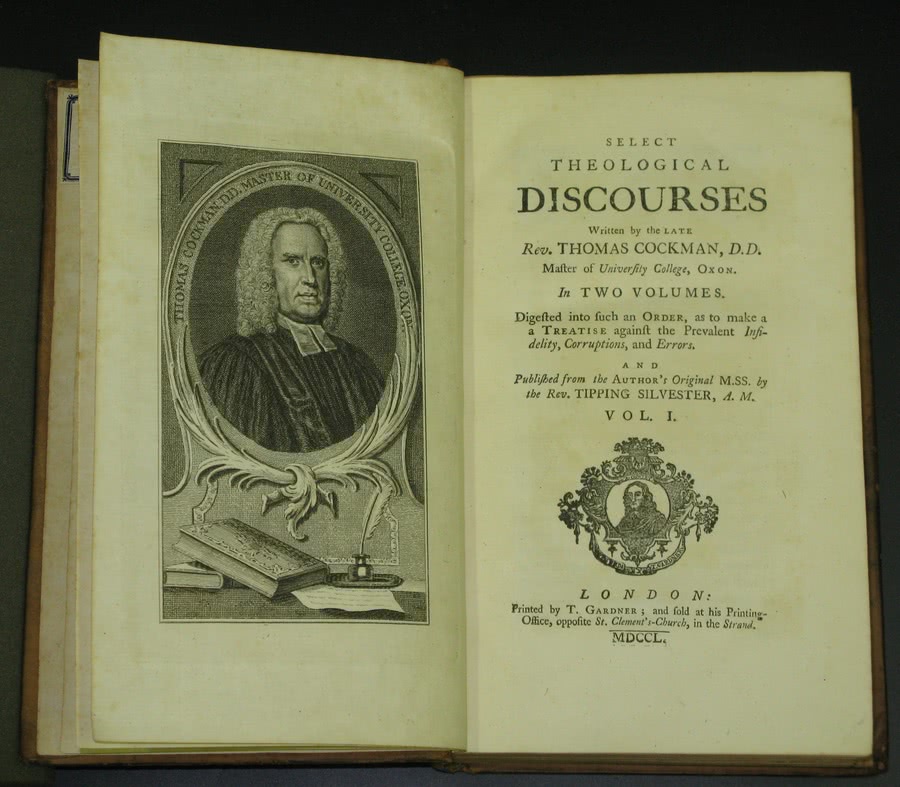 THOMAS COCKMAN, D.D. MASTER OF UNIVERSITY COLLEGE OXON.
SELECT
THEOLOGICAL
DISCOURSES
Written by the LATE
Rev. THOMAS COCKMAN, D.D.
Maſter of Univerſity College, OXON.
In TWO VOLUMES.
Digeſted into ſuch an ORDER, as to make a
a TREATISE againſt the Prevalent Infi-
delity, Corruptions, and Errors.
AND
Publiſhed from the AUTHOR's Original M.SS. by
the Rev. TIPPING SILVESTER, A. M.
VOL. I.
LONDON:
Printed by T. GARDNER; and ſold at his Printing-
Office, oppoſite St. Clement's-Church, in the Strand.
MDCCL.